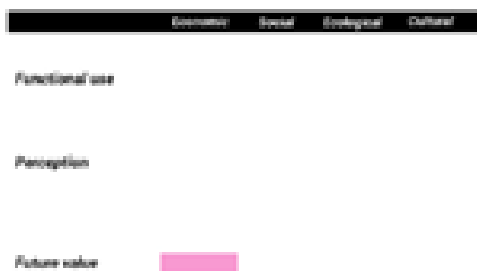 Economic Social Ecological Cultural
Functional use
Perception
Future value